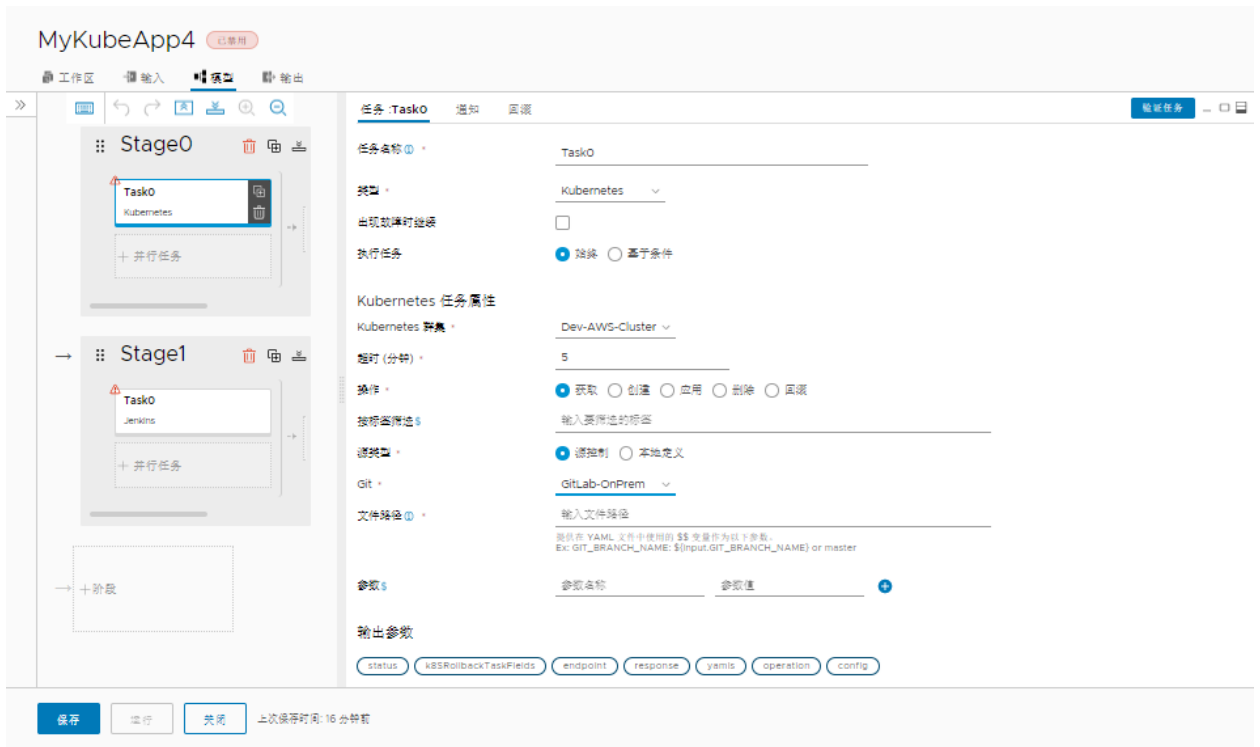 MyKubeApp4 已禁用
工作区 输入 模型 输出
任务 :Task0 通知 回滚 验证任务
Stage0
Task0
Kubernetes
+ 并行任务
Stage1
Task0
Jenkins
+ 并行任务
+阶段
任务名称 * Task0
类型 * Kubernetes
出现故障时继续
执行任务 始终 基于条件
Kubernetes 任务属性
Kubernetes 群集 * Dev-AWS-Cluster
超时 (分钟) * 5
操作 * 获取 创建 应用 删除 回滚
按标签筛选 $ 输入要筛选的标签
源类型 * 源控制 本地定义
Git * GitLab-OnPrem
文件路径 * 输入文件路径
提供在 YAML 文件中使用的 $$ 变量作为以下参数。
Ex: GIT_BRANCH_NAME: ${input.GIT_BRANCH_NAME} or master
参数 $ 参数名称 参数值
输出参数
status k8SRollbackTaskFields endpoint response yamls operation config
保存 运行 关闭 上次保存时间: 16 分钟前